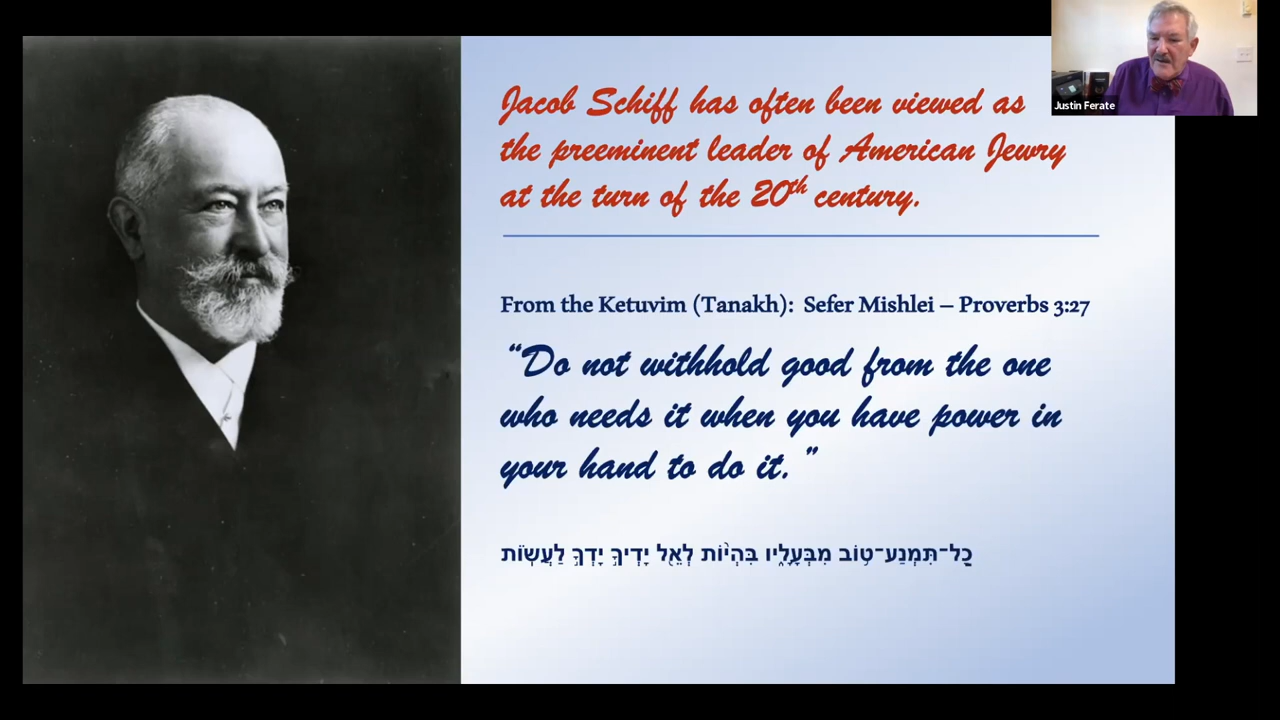 Justin Ferate
Jacob Schiff has often been viewed as
the preeminent leader of American Jewry
at the turn of the 20th century.
From the Ketuvim (Tanakh): Sefer Mishlei – Proverbs 3:27
“Do not withhold good from the one
who needs it when you have power in
your hand to do it.”
כָל־תִּמְנַע־ט֥וֹב מִבְּעָלָ֑יו בִּהְי֨וֹת לְאֵ֖ל יָדְיךָ֣ יָדְךָ֣ לַעֲשֽׂוֹת